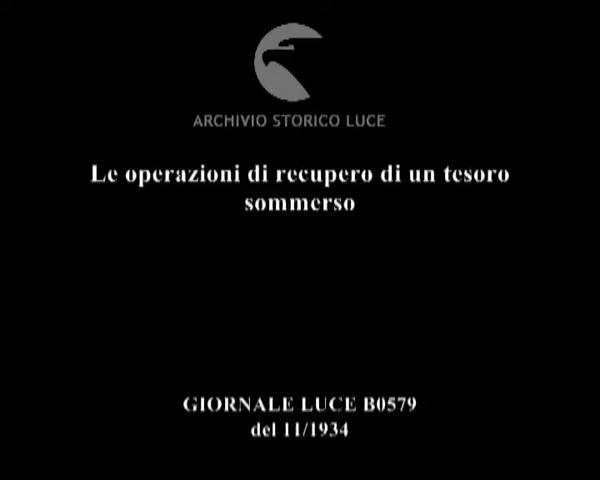 ARCHIVIO STORICO LUCE
Le operazioni di recupero di un tesoro
sommerso
GIORNALE LUCE B0579
del 11/1934